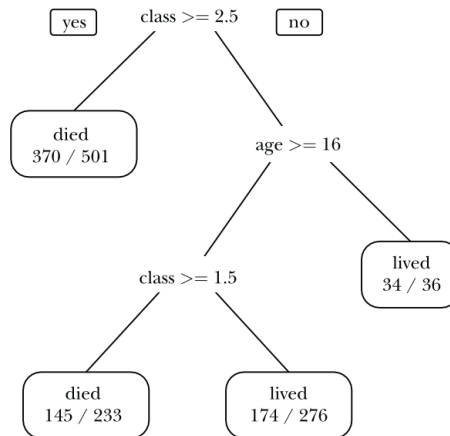 yes
class >= 2.5
no
died
370 / 501
age >= 16
lived
34 / 36
class >= 1.5
died
145 / 233
lived
174 / 276